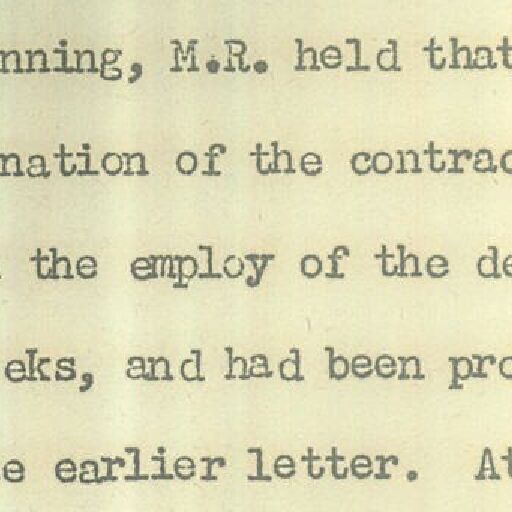 nning, M.R. held that
nation of the contrac
the employ of the de
eks, and had been pro
e earlier letter. At